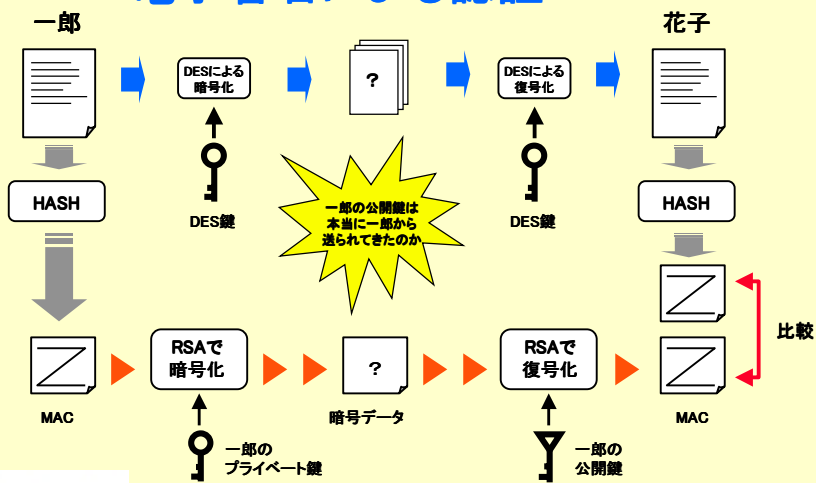 一郎
花子
DESによる
暗号化
?
DESによる
復号化
HASH
DES鍵
一郎の公開鍵は
本当に一郎から
送られてきたのか
DES鍵
HASH
比較
RSAで
暗号化
?
RSAで
復号化
MAC
暗号データ
MAC
一郎の
プライベート鍵
一郎の
公開鍵